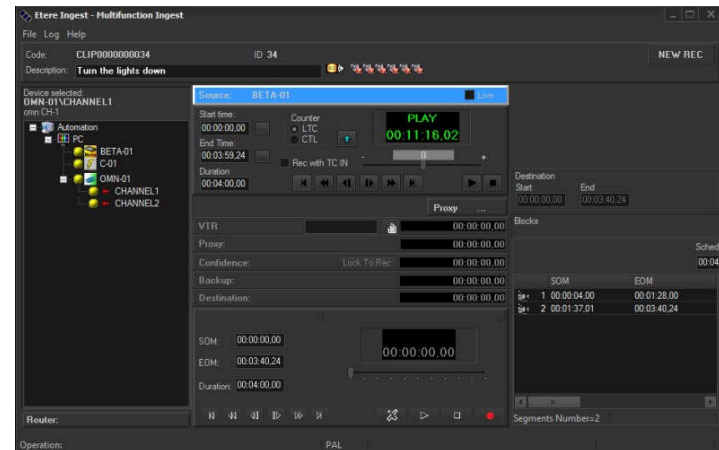 Etere Ingest - Multifunction Ingest
File Log Help
Code: CLIP0000000034 ID 34 NEW REC
Description: Turn the lights down
Device selected:
OMN-01\CHANNEL1
omn CH-1
Automation
PC
BETA-01
C-01
OMN-01
CHANNEL1
CHANNEL2
Router:
Source: BETA-01 Live
Start time:
00:00:00,00
End Time:
00:03:59,24
Duration
00:04:00,00
Counter
LTC
CTL
Rec with TC IN
PLAY
00:11:16,02
- 0 +
Proxy ...
VTR 00:00:00,00
Proxy: 00:00:00,00
Confidence: Lock To Rec 00:00:00,00
Backup: 00:00:00,00
Destination: 00:00:00,00
SOM: 00:00:00,00
EOM: 00:03:40,24
Duration: 00:04:00,00
00:00:00,00
Destination
Start End
00:00:00,00 00:03:40,24
Blocks
Sched
00:04
SOM EOM
1 00:00:04,00 00:01:28,00
2 00:01:37,01 00:03:40,24
Segments Number=2
Operation: PAL